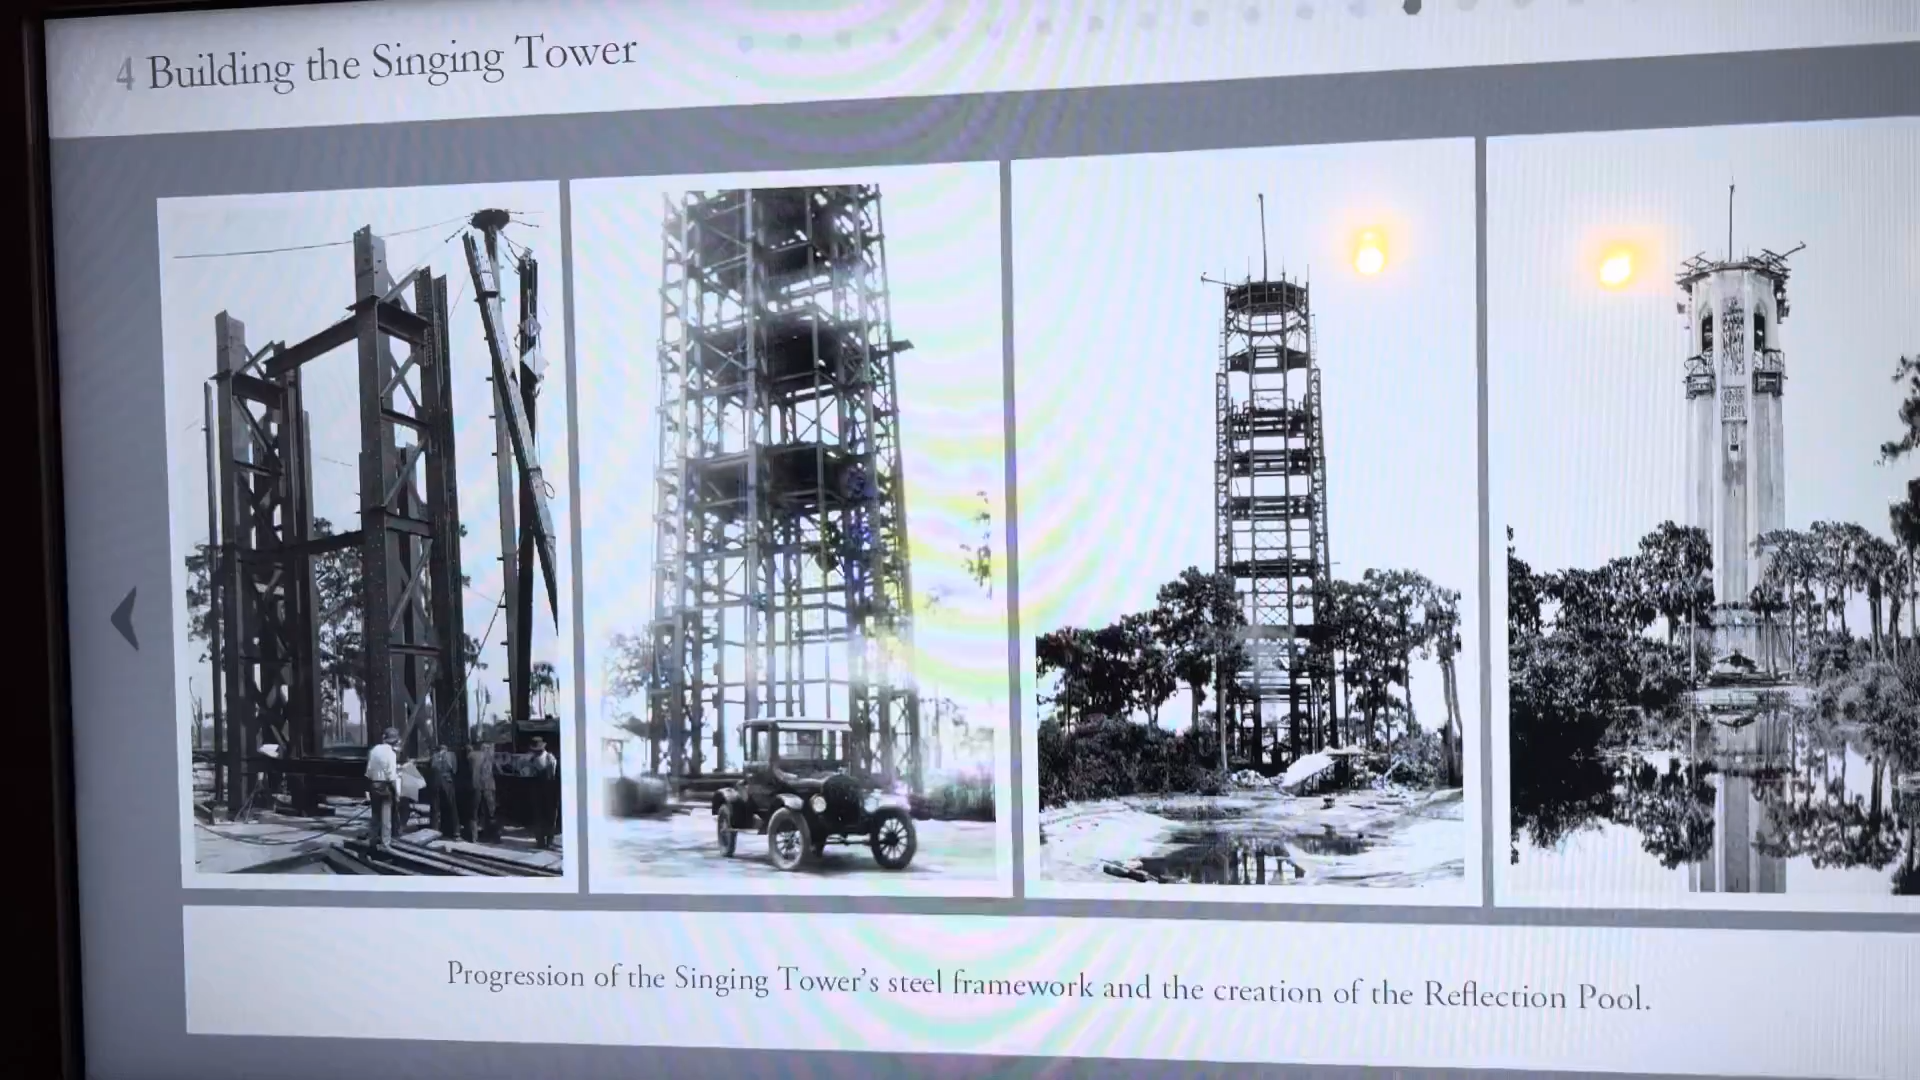 4 Building the Singing Tower
Progression of the Singing Tower's steel framework and the creation of the Reflection Pool.